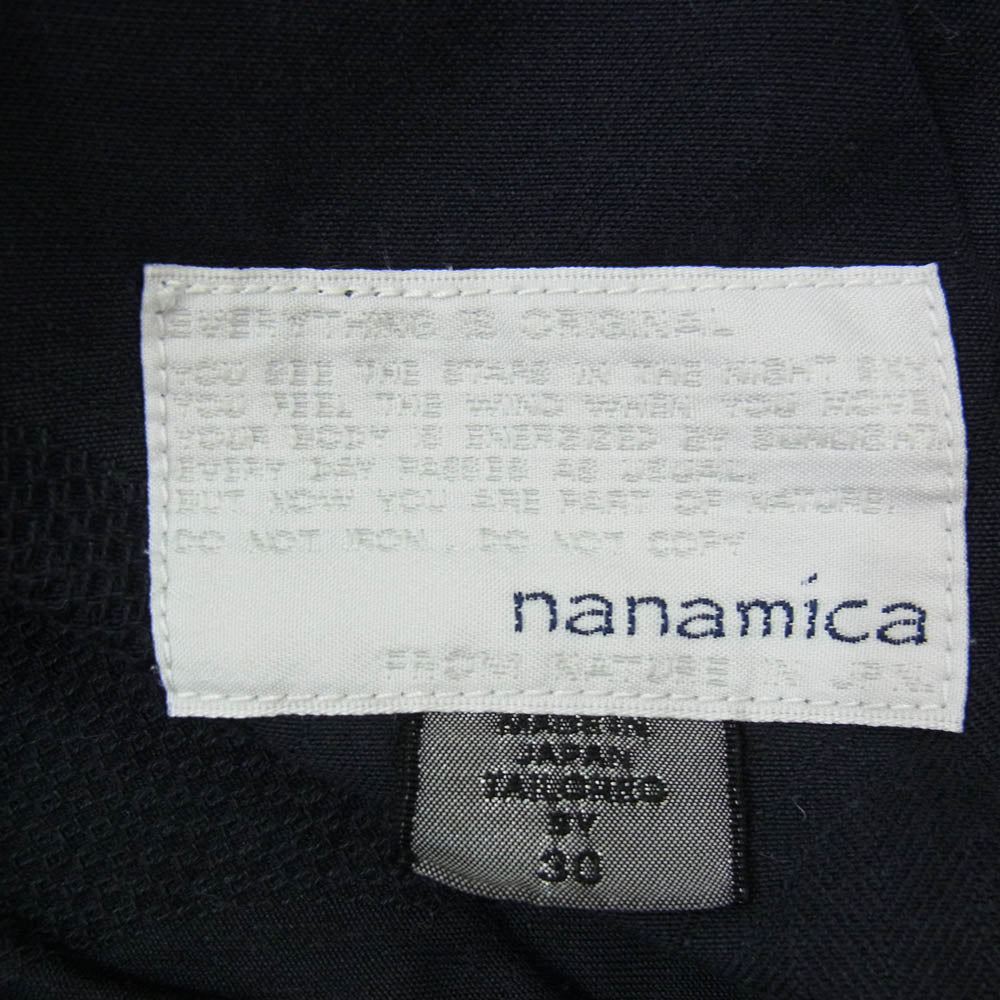 EVERYTHING IS ORIGINAL
YOU SEE THE STARS IN THE NIGHT SKY
YOU FEEL THE WIND WHEN YOU MOVE
YOUR BODY IS ENERGIZED BY SUNLIGHT.
EVERY DAY PASSES AS USUAL,
BUT NOW YOU ARE PART OF NATURE.
DO NOT IRON. DO NOT COPY
nanamica
FROM NATURE
MADE IN
JAPAN
TAILORED
BY
30